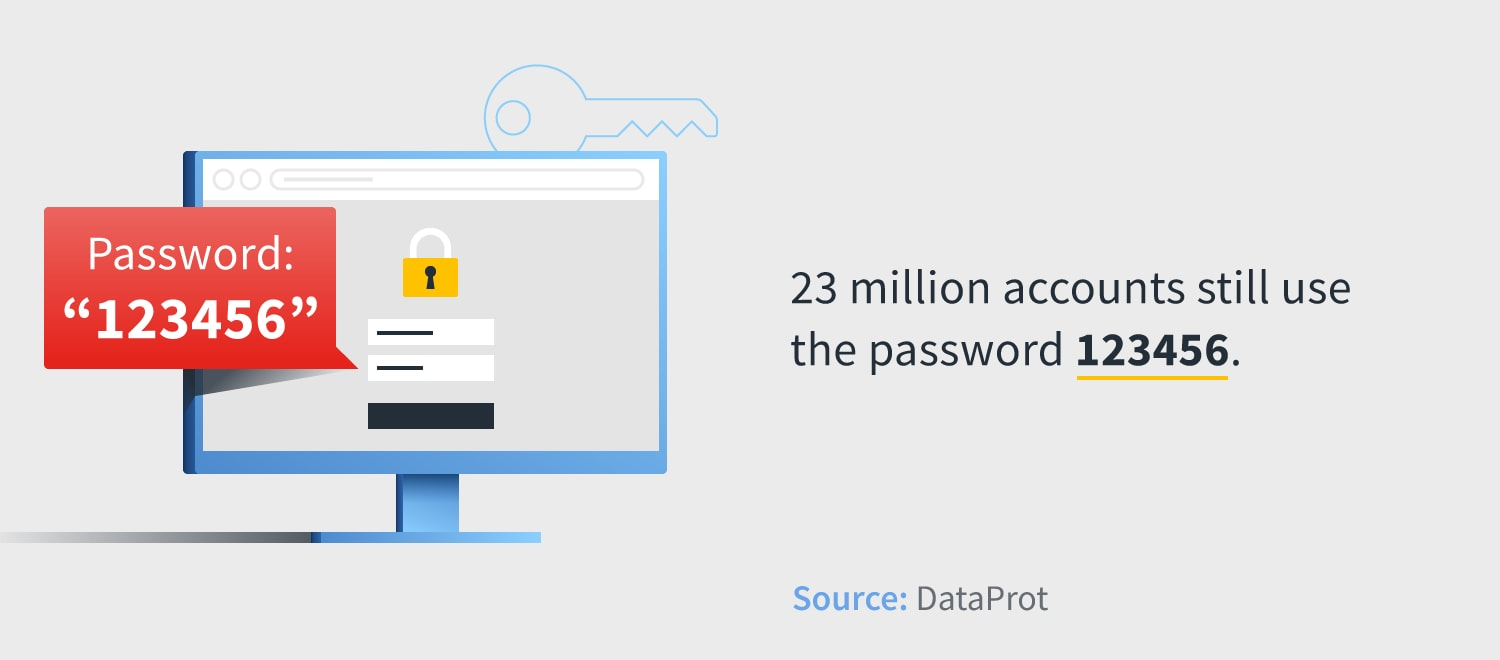 Password:
“123456”
23 million accounts still use
the password 123456.
Source: DataProt